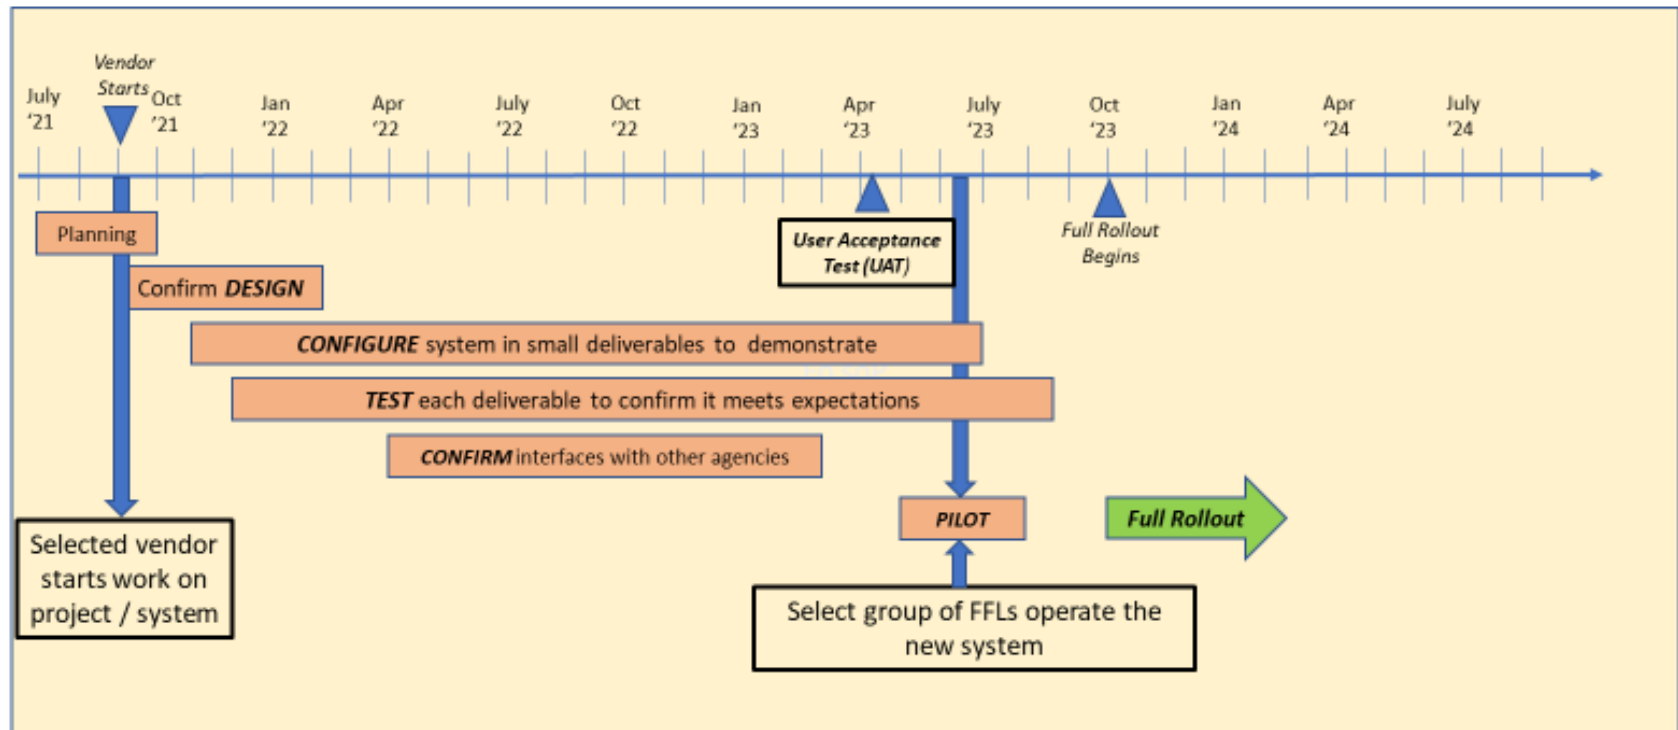 Vendor
Starts
July
'21
Oct
'21
Jan
'22
Apr
'22
July
'22
Oct
'22
Jan
'23
Apr
'23
July
'23
Oct
'23
Jan
'24
Apr
'24
July
'24
Planning
User Acceptance
Test (UAT)
Full Rollout
Begins
Confirm DESIGN
CONFIGURE system in small deliverables to demonstrate
TEST each deliverable to confirm it meets expectations
CONFIRM interfaces with other agencies
PILOT
Full Rollout
Selected vendor
starts work on
project / system
Select group of FFLs operate the
new system